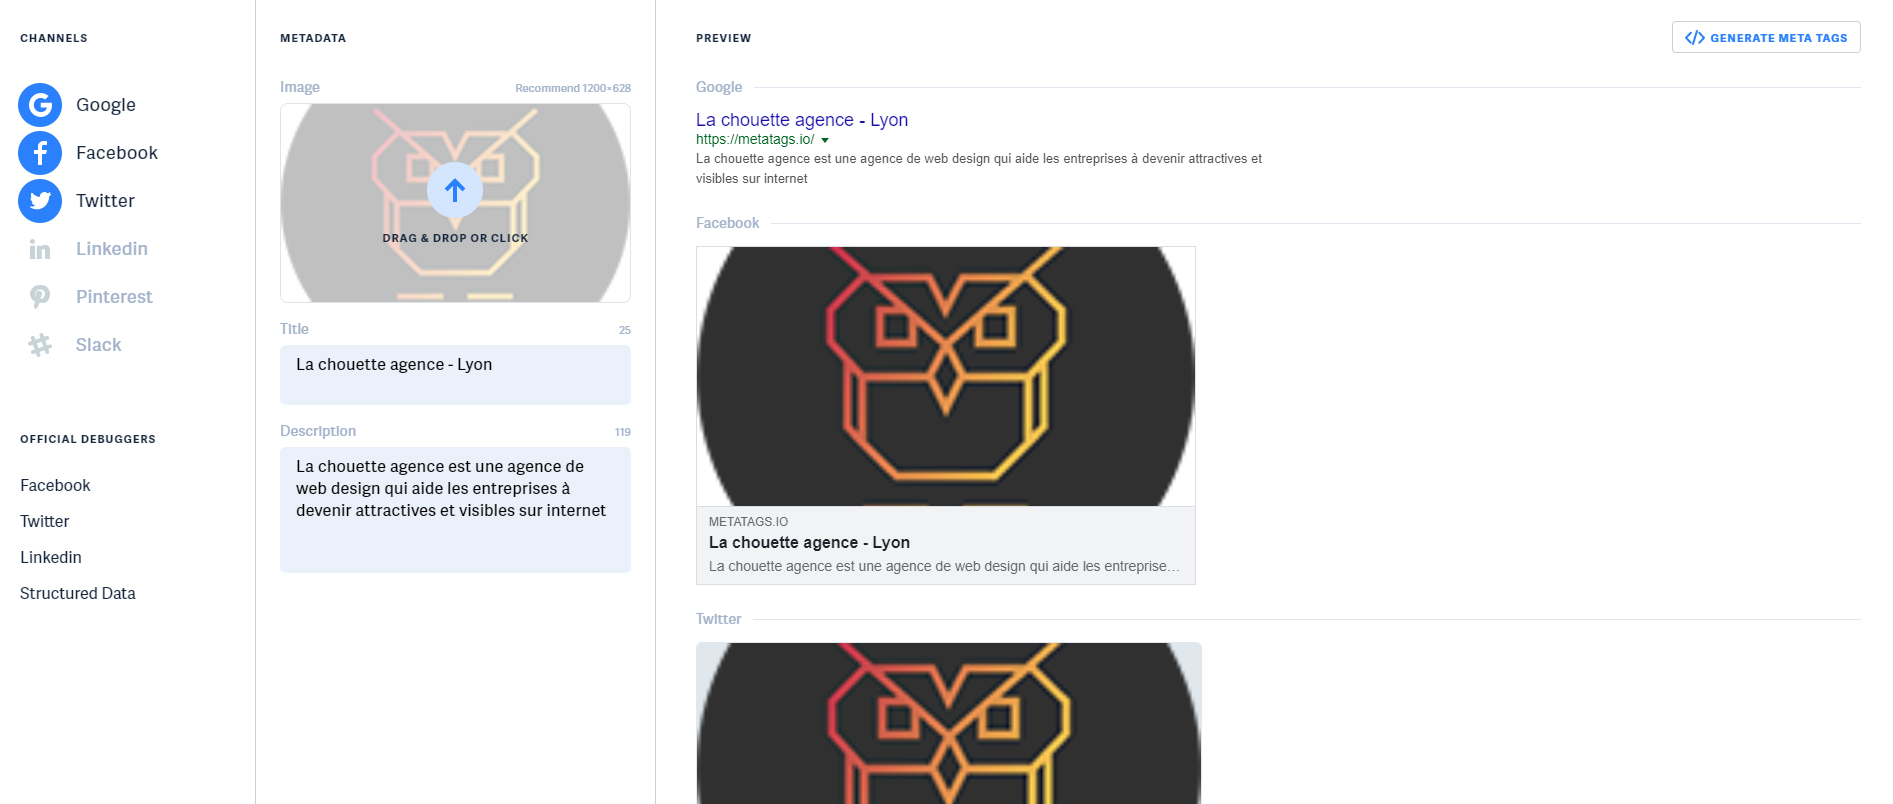 CHANNELS
Google
Facebook
Twitter
Linkedin
Pinterest
Slack
OFFICIAL DEBUGGERS
Facebook
Twitter
Linkedin
Structured Data
METADATA
Image
Recommend 1200×628
DRAG & DROP OR CLICK
Title
25
La chouette agence - Lyon
Description
119
La chouette agence est une agence de
web design qui aide les entreprises à
devenir attractives et visibles sur internet
PREVIEW
GENERATE META TAGS
Google
La chouette agence - Lyon
https://metatags.io/
La chouette agence est une agence de web design qui aide les entreprises à devenir attractives et
visibles sur internet
Facebook
METATAGS.IO
La chouette agence - Lyon
La chouette agence est une agence de web design qui aide les entreprise...
Twitter